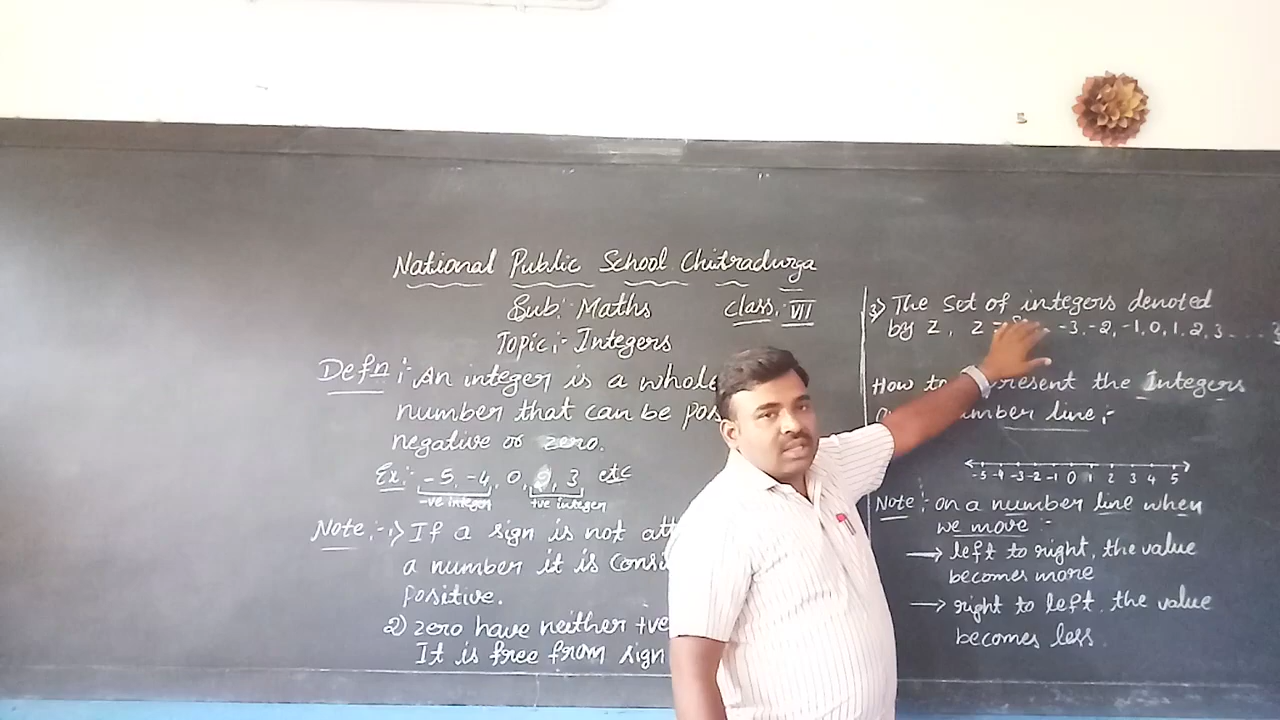 National Public School Chitradurga
Sub:- Maths Class:- VII
Topic:- Integers
Defn:- An integer is a whole
number that can be pos
negative or zero.
Ex:- -5, -4, 0, 9, 3 etc
-ve integer +ve integer
Note:- 1) If a sign is not att
a number it is consi
positive.
2) zero have neither +ve
It is free from sign
3) The set of integers denoted
by Z, Z = -3, -2, -1, 0, 1, 2, 3 ....
How to present the Integers
number line:-
-5 -4 -3 -2 -1 0 1 2 3 4 5
Note:- on a number line when
we move :-
→ left to right, the value
becomes more
→ right to left, the value
becomes less.